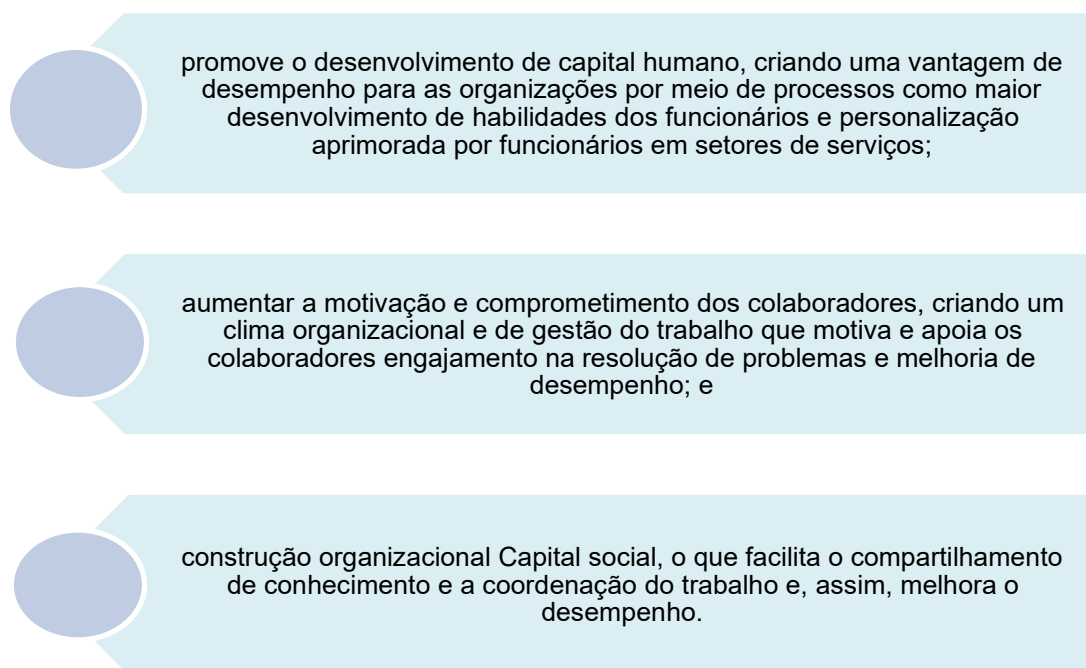 promove o desenvolvimento de capital humano, criando uma vantagem de
desempenho para as organizações por meio de processos como maior
desenvolvimento de habilidades dos funcionários e personalização
aprimorada por funcionários em setores de serviços;
aumentar a motivação e comprometimento dos colaboradores, criando um
clima organizacional e de gestão do trabalho que motiva e apoia os
colaboradores engajamento na resolução de problemas e melhoria de
desempenho; e
construção organizacional Capital social, o que facilita o compartilhamento
de conhecimento e a coordenação do trabalho e, assim, melhora o
desempenho.